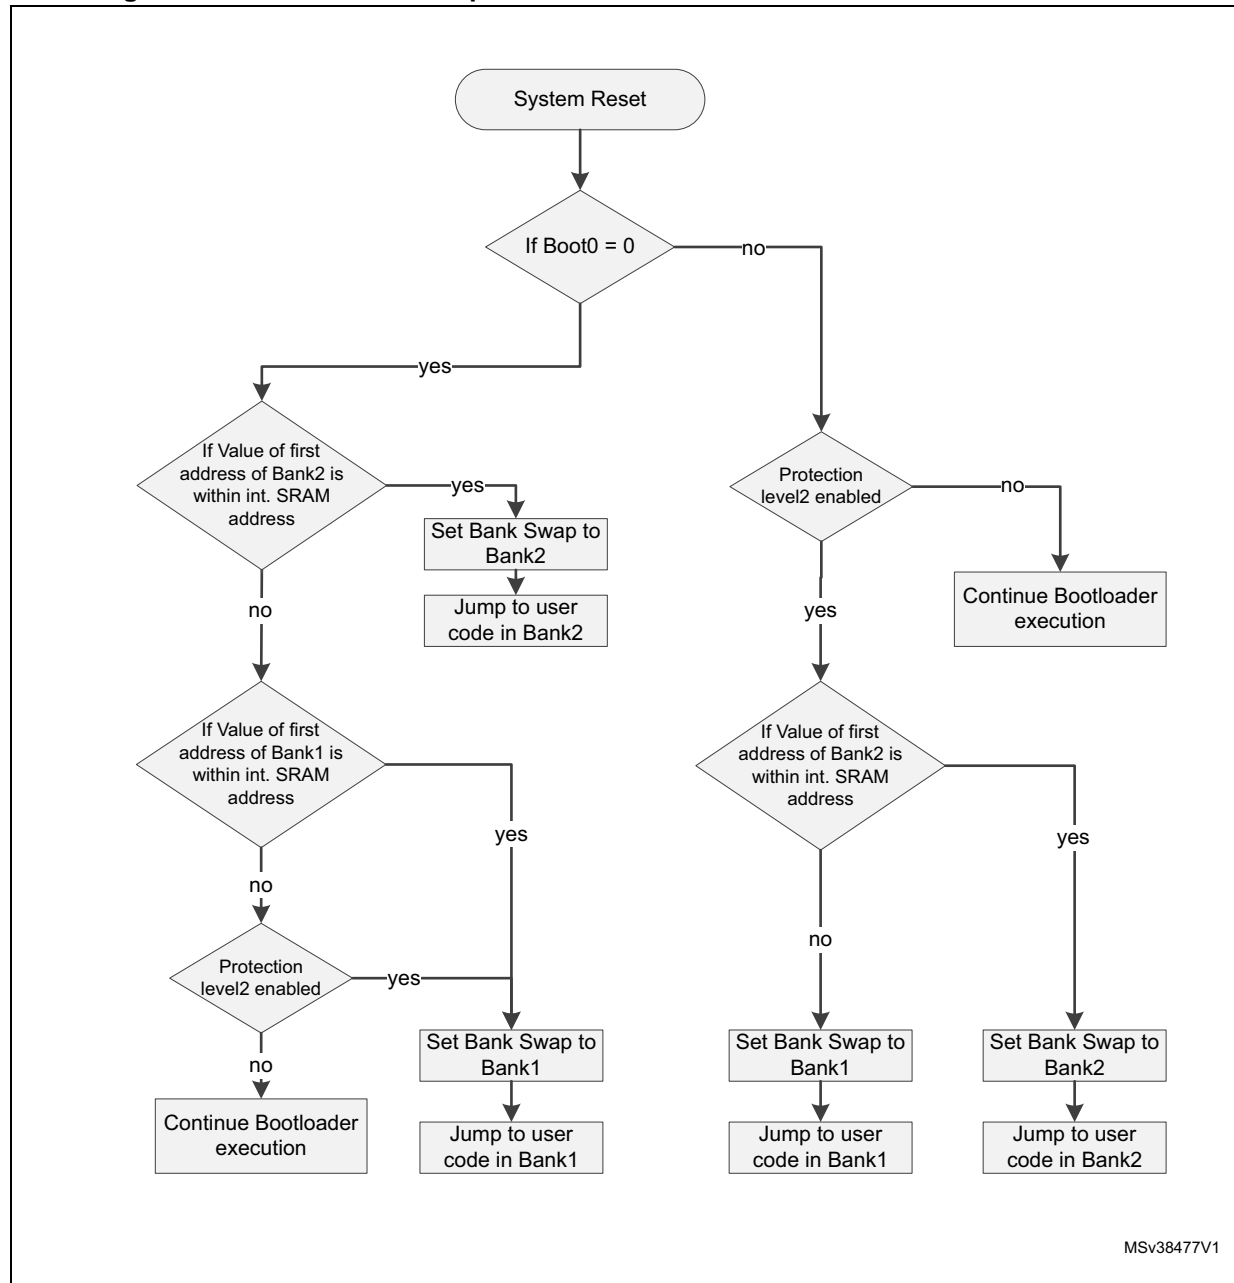 System Reset
If Boot0 = 0
no
yes
If Value of first
address of Bank2 is
within int. SRAM
address
yes
Set Bank Swap to
Bank2
Jump to user
code in Bank2
no
Protection
level2 enabled
no
Continue Bootloader
execution
yes
If Value of first
address of Bank1 is
within int. SRAM
address
yes
no
If Value of first
address of Bank2 is
within int. SRAM
address
yes
no
Protection
level2 enabled
yes
no
Continue Bootloader
execution
Set Bank Swap to
Bank1
Jump to user
code in Bank1
Set Bank Swap to
Bank1
Jump to user
code in Bank1
Set Bank Swap to
Bank2
Jump to user
code in Bank2
MSv38477V1